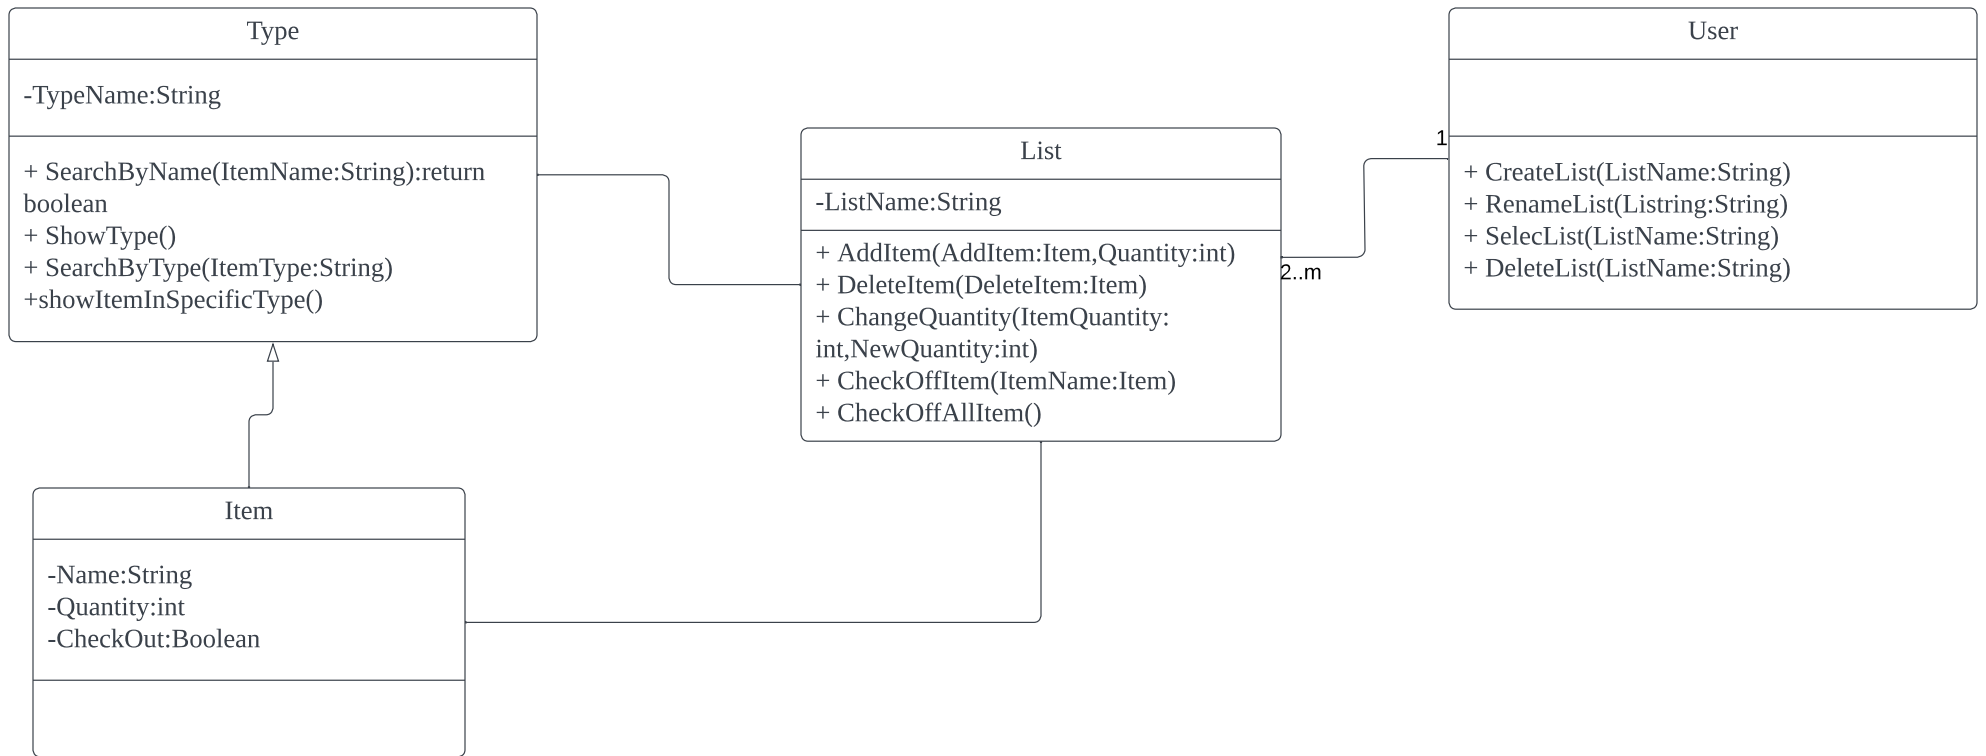 Type
-TypeName:String
+ SearchByName(ItemName:String):return
boolean
+ ShowType()
+ SearchByType(ItemType:String)
+showItemInSpecificType()
Item
-Name:String
-Quantity:int
-CheckOut:Boolean
List
-ListName:String
+ AddItem(AddItem:Item,Quantity:int)
+ DeleteItem(DeleteItem:Item)
+ ChangeQuantity(ItemQuantity:
int,NewQuantity:int)
+ CheckOffItem(ItemName:Item)
+ CheckOffAllItem()
2..m
1
User
+ CreateList(ListName:String)
+ RenameList(Listring:String)
+ SelecList(ListName:String)
+ DeleteList(ListName:String)